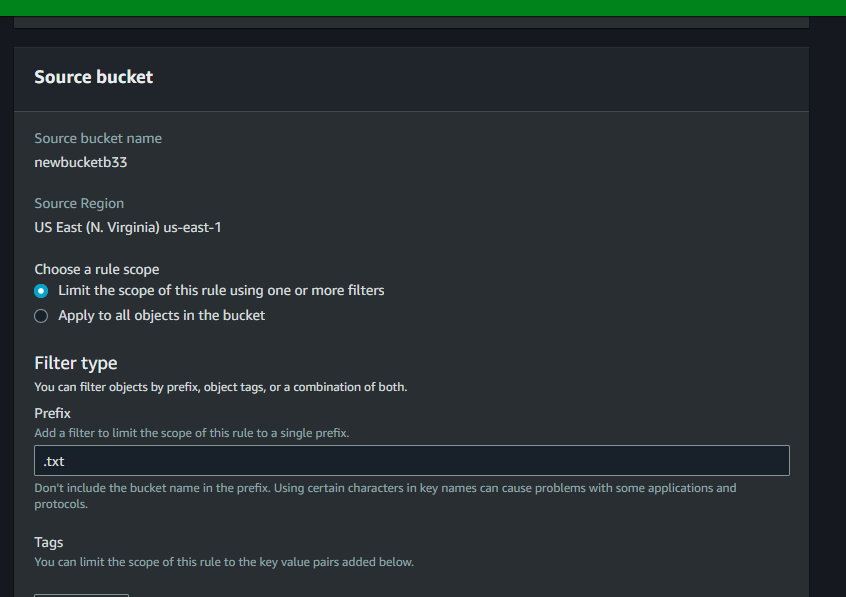 Source bucket
Source bucket name
newbucketb33
Source Region
US East (N. Virginia) us-east-1
Choose a rule scope
Limit the scope of this rule using one or more filters
Apply to all objects in the bucket
Filter type
You can filter objects by prefix, object tags, or a combination of both.
Prefix
Add a filter to limit the scope of this rule to a single prefix.
.txt
Don't include the bucket name in the prefix. Using certain characters in key names can cause problems with some applications and
protocols.
Tags
You can limit the scope of this rule to the key value pairs added below.